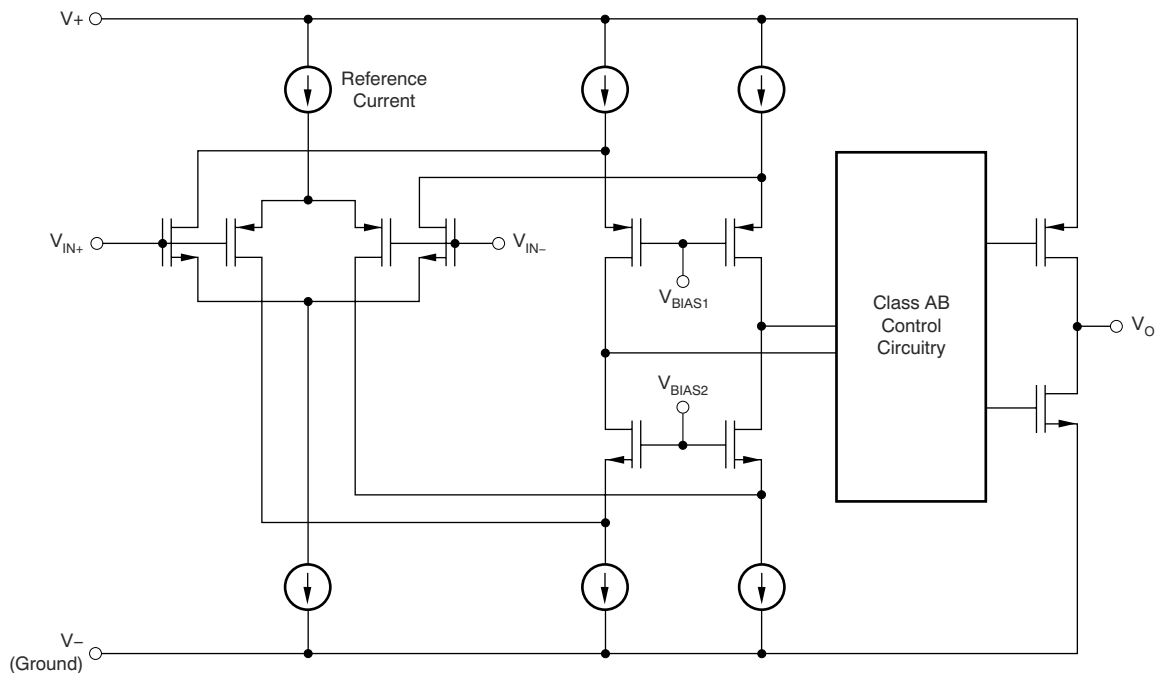 V+
Reference
Current
V_IN+
V_IN−
V_BIAS1
Class AB
Control
Circuitry
V_O
V_BIAS2
V−
(Ground)